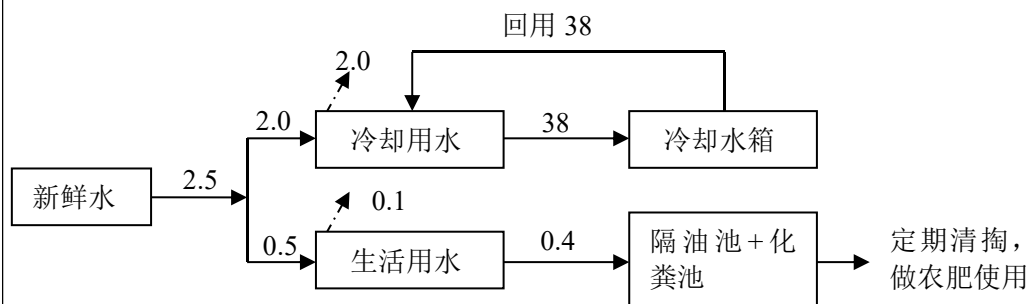 回用 38
2.0
2.0
冷却用水
38
冷却水箱
新鲜水
2.5
0.1
0.5
生活用水
0.4
隔油池+化
粪池
定期清掏，
做农肥使用